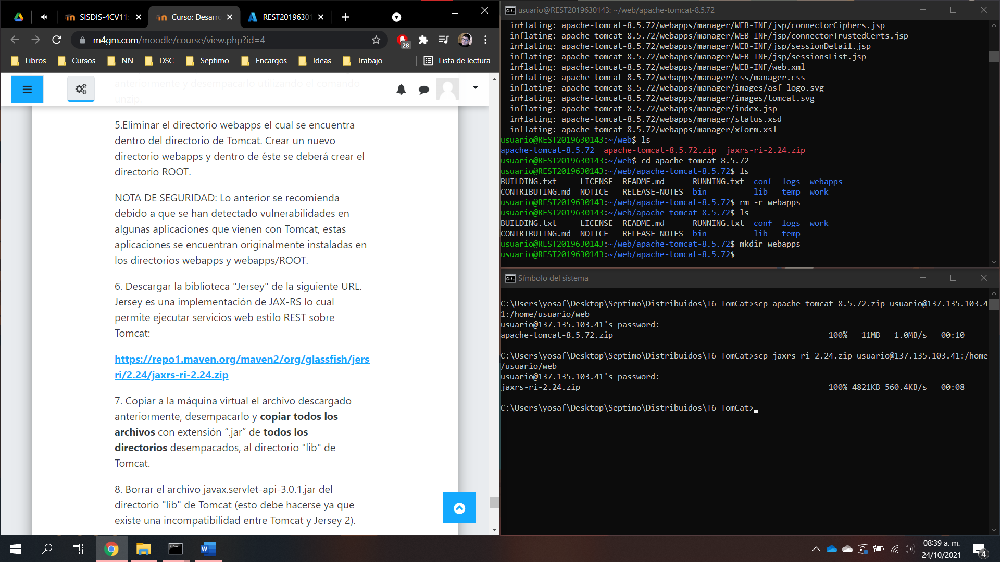 SISDIS-4CV11
Curso: Desarro
REST20196301
m4gm.com/moodle/course/view.php?id=4
28
Libros
Cursos
NN
DSC
Septimo
Encargos
Ideas
Trabajo
Lista de lectura
anteriormente y desempacarlo utilizando el comando
unzip.
5.Eliminar el directorio webapps el cual se encuentra
dentro del directorio de Tomcat. Crear un nuevo
directorio webapps y dentro de éste se deberá crear el
directorio ROOT.
NOTA DE SEGURIDAD: Lo anterior se recomienda
debido a que se han detectado vulnerabilidades en
algunas aplicaciones que vienen con Tomcat, estas
aplicaciones se encuentran originalmente instaladas en
los directorios webapps y webapps/ROOT.
6. Descargar la biblioteca "Jersey" de la siguiente URL.
Jersey es una implementación de JAX-RS lo cual
permite ejecutar servicios web estilo REST sobre
Tomcat:
https://repo1.maven.org/maven2/org/glassfish/jers
ri/2.24/jaxrs-ri-2.24.zip
7. Copiar a la máquina virtual el archivo descargado
anteriormente, desempacarlo y copiar todos los
archivos con extensión “.jar” de todos los
directorios desempacados, al directorio "lib" de
Tomcat.
8. Borrar el archivo javax.servlet-api-3.0.1.jar del
directorio "lib" de Tomcat (esto debe hacerse ya que
existe una incompatibilidad entre Tomcat y Jersey 2).
usuario@REST2019630143: ~/web/apache-tomcat-8.5.72
inflating: apache-tomcat-8.5.72/webapps/manager/WEB-INF/jsp/connectorCiphers.jsp
inflating: apache-tomcat-8.5.72/webapps/manager/WEB-INF/jsp/connectorTrustedCerts.jsp
inflating: apache-tomcat-8.5.72/webapps/manager/WEB-INF/jsp/sessionDetail.jsp
inflating: apache-tomcat-8.5.72/webapps/manager/WEB-INF/jsp/sessionsList.jsp
inflating: apache-tomcat-8.5.72/webapps/manager/WEB-INF/web.xml
inflating: apache-tomcat-8.5.72/webapps/manager/css/manager.css
inflating: apache-tomcat-8.5.72/webapps/manager/images/asf-logo.svg
inflating: apache-tomcat-8.5.72/webapps/manager/images/tomcat.svg
inflating: apache-tomcat-8.5.72/webapps/manager/index.jsp
inflating: apache-tomcat-8.5.72/webapps/manager/status.xsd
inflating: apache-tomcat-8.5.72/webapps/manager/xform.xsl
usuario@REST2019630143:~/web$ ls
apache-tomcat-8.5.72  apache-tomcat-8.5.72.zip  jaxrs-ri-2.24.zip
usuario@REST2019630143:~/web$ cd apache-tomcat-8.5.72
usuario@REST2019630143:~/web/apache-tomcat-8.5.72$ ls
BUILDING.txt     LICENSE  README.md      RUNNING.txt  conf  logs  webapps
CONTRIBUTING.md  NOTICE   RELEASE-NOTES  bin          lib   temp  work
usuario@REST2019630143:~/web/apache-tomcat-8.5.72$ rm -r webapps
usuario@REST2019630143:~/web/apache-tomcat-8.5.72$ ls
BUILDING.txt     LICENSE  README.md      RUNNING.txt  conf  logs  work
CONTRIBUTING.md  NOTICE   RELEASE-NOTES  bin          lib   temp
usuario@REST2019630143:~/web/apache-tomcat-8.5.72$ mkdir webapps
usuario@REST2019630143:~/web/apache-tomcat-8.5.72$
Símbolo del sistema
C:\Users\yosaf\Desktop\Septimo\Distribuidos\T6 TomCat>scp apache-tomcat-8.5.72.zip usuario@137.135.103.4
1:/home/usuario/web
usuario@137.135.103.41's password:
apache-tomcat-8.5.72.zip 100% 11MB 1.0MB/s 00:10
C:\Users\yosaf\Desktop\Septimo\Distribuidos\T6 TomCat>scp jaxrs-ri-2.24.zip usuario@137.135.103.41:/home
/usuario/web
usuario@137.135.103.41's password:
jaxrs-ri-2.24.zip 100% 4821KB 560.4KB/s 00:08
C:\Users\yosaf\Desktop\Septimo\Distribuidos\T6 TomCat>
08:39 a. m.
24/10/2021
4